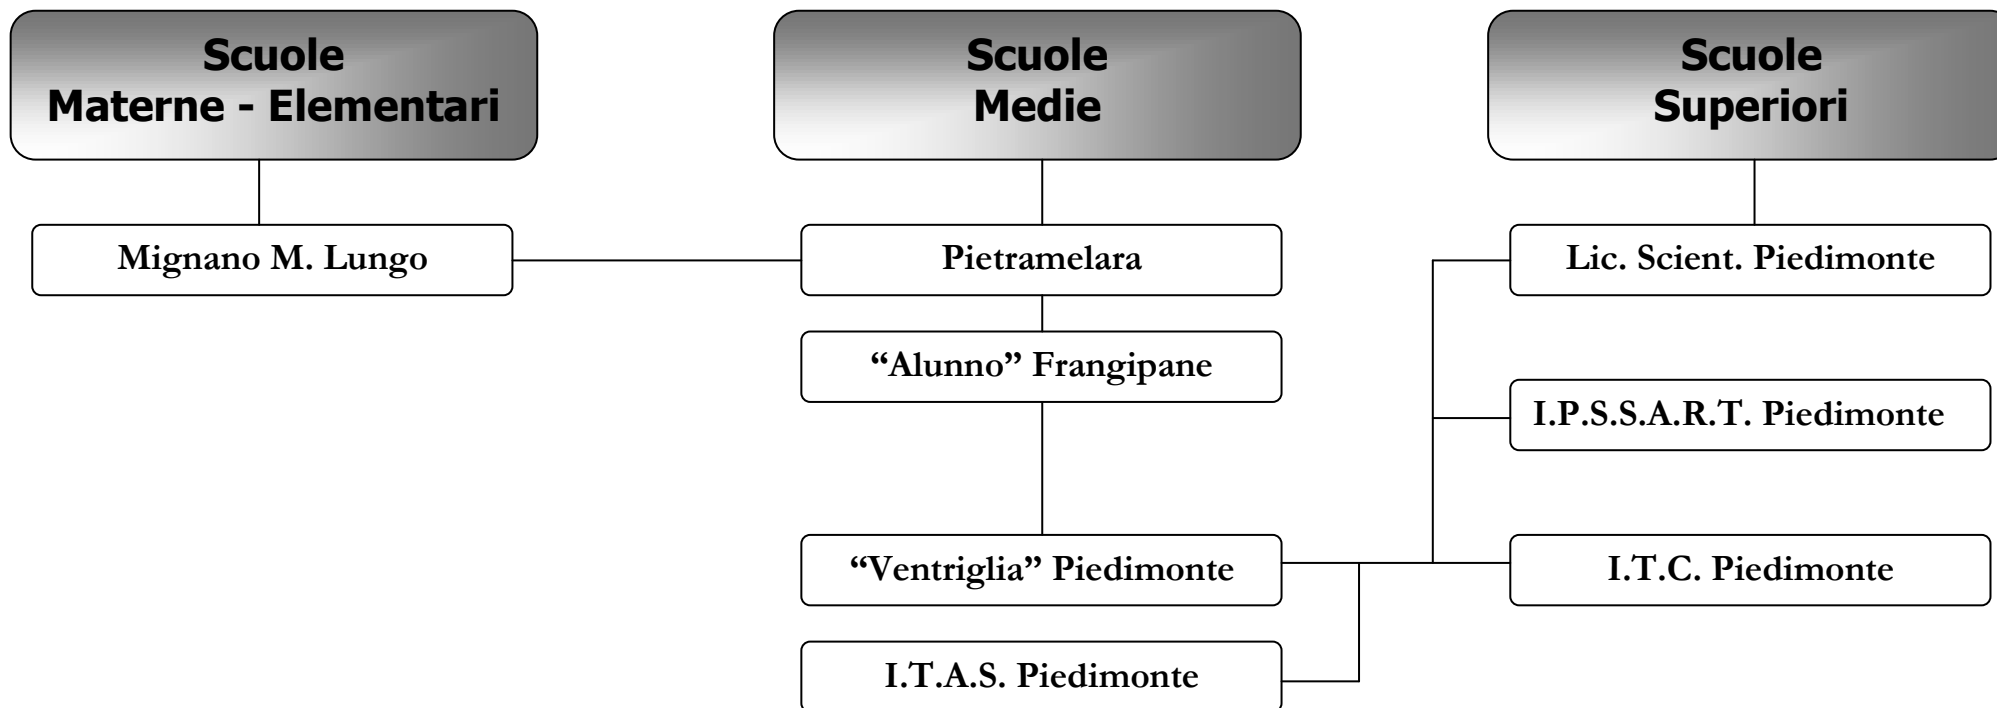 Scuole
Materne - Elementari
Scuole
Medie
Scuole
Superiori
Mignano M. Lungo
Pietramelara
Lic. Scient. Piedimonte
“Alunno” Frangipane
I.P.S.S.A.R.T. Piedimonte
“Ventriglia” Piedimonte
I.T.C. Piedimonte
I.T.A.S. Piedimonte